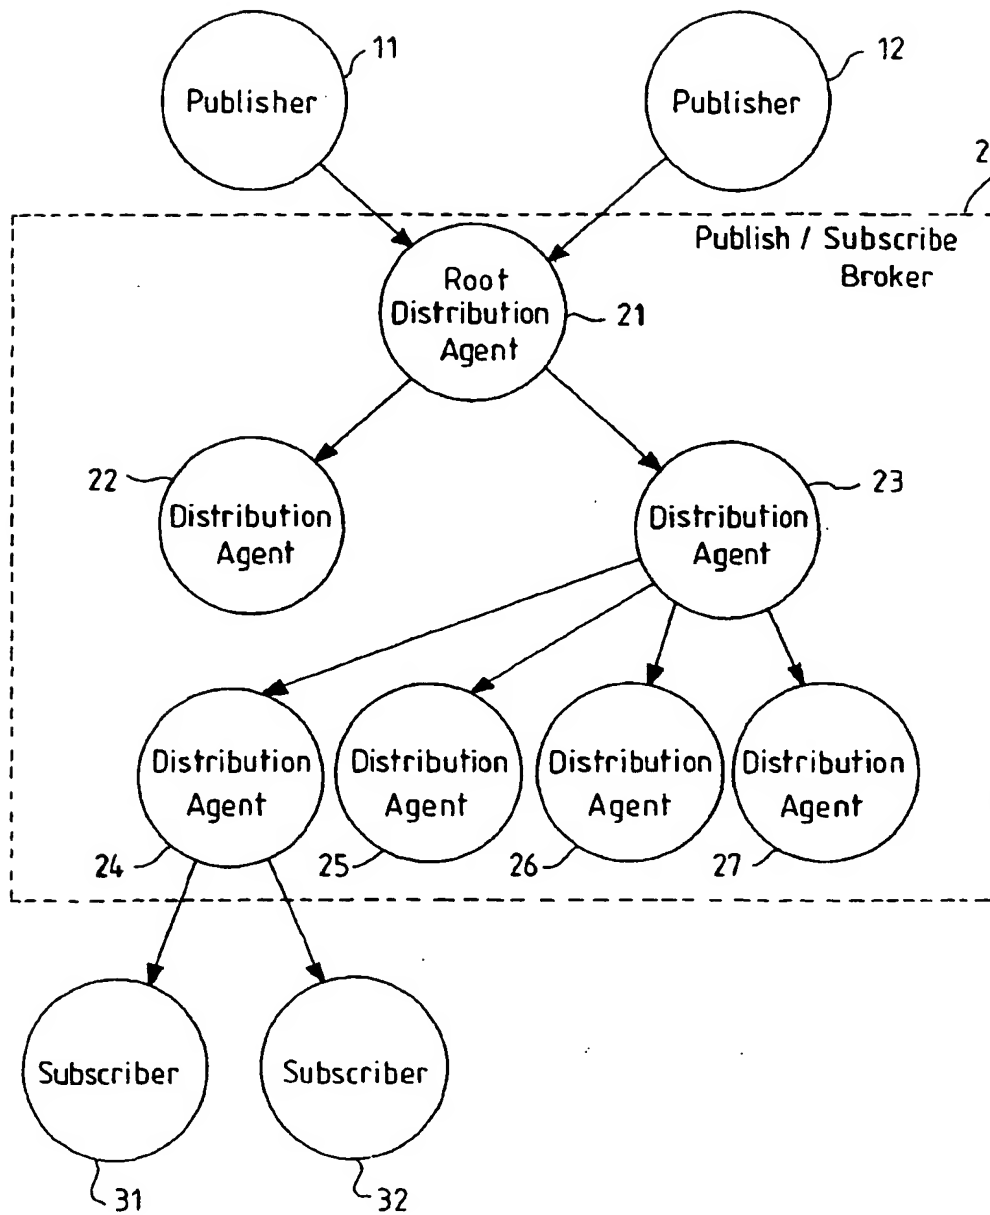 11
12
Publisher
Publisher
2
Publish / Subscribe
Broker
Root
Distribution
Agent
21
22
23
Distribution
Agent
Distribution
Agent
Distribution
Agent
Distribution
Agent
Distribution
Agent
Distribution
Agent
24
25
26
27
Subscriber
Subscriber
31
32